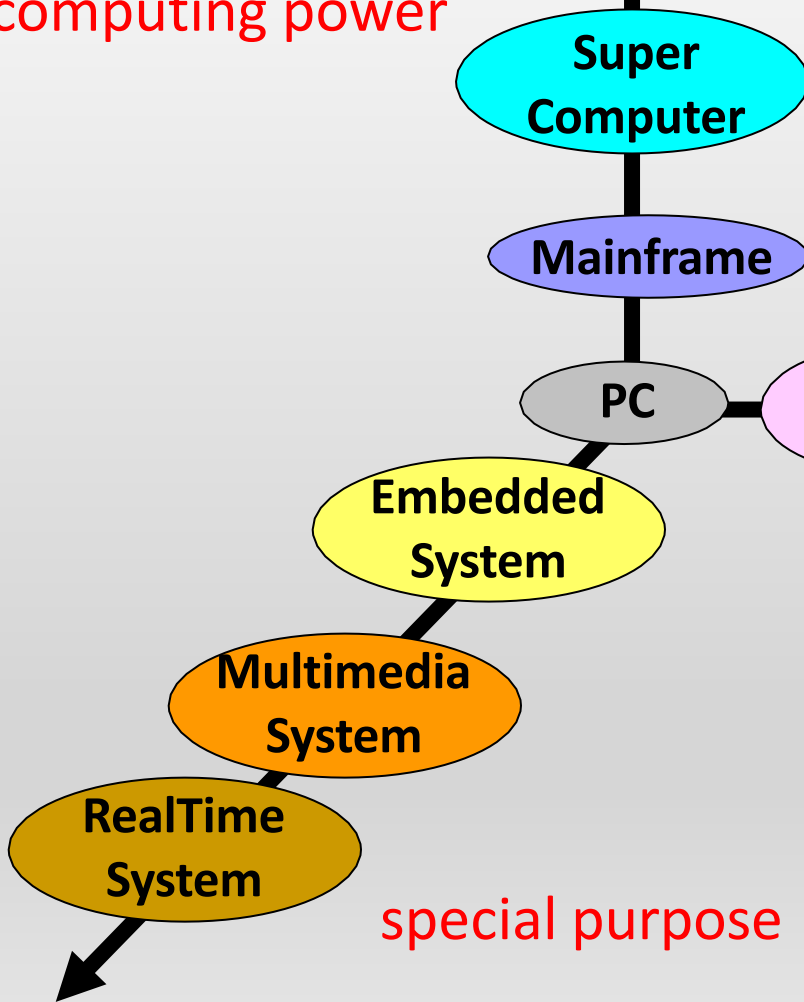 computing power
Super
Computer
Mainframe
PC
Embedded
System
Multimedia
System
RealTime
System
special purpose